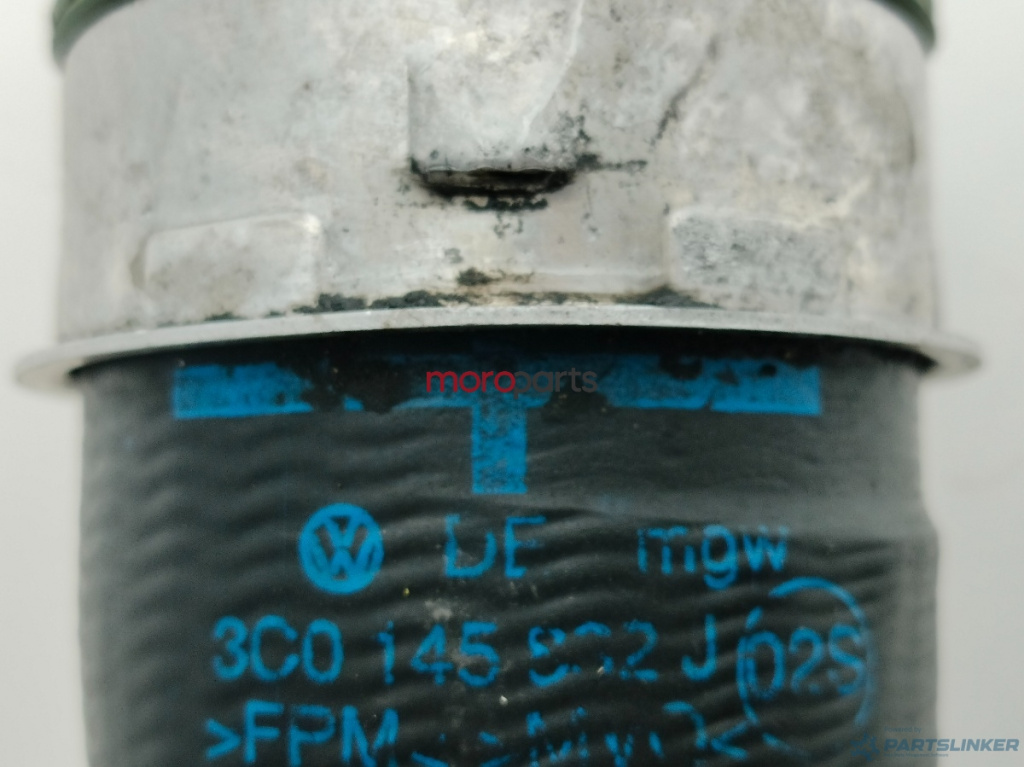 moroparts
DE mgw
3C0 145 832 J 02S
>FPM
PARTSLINKER